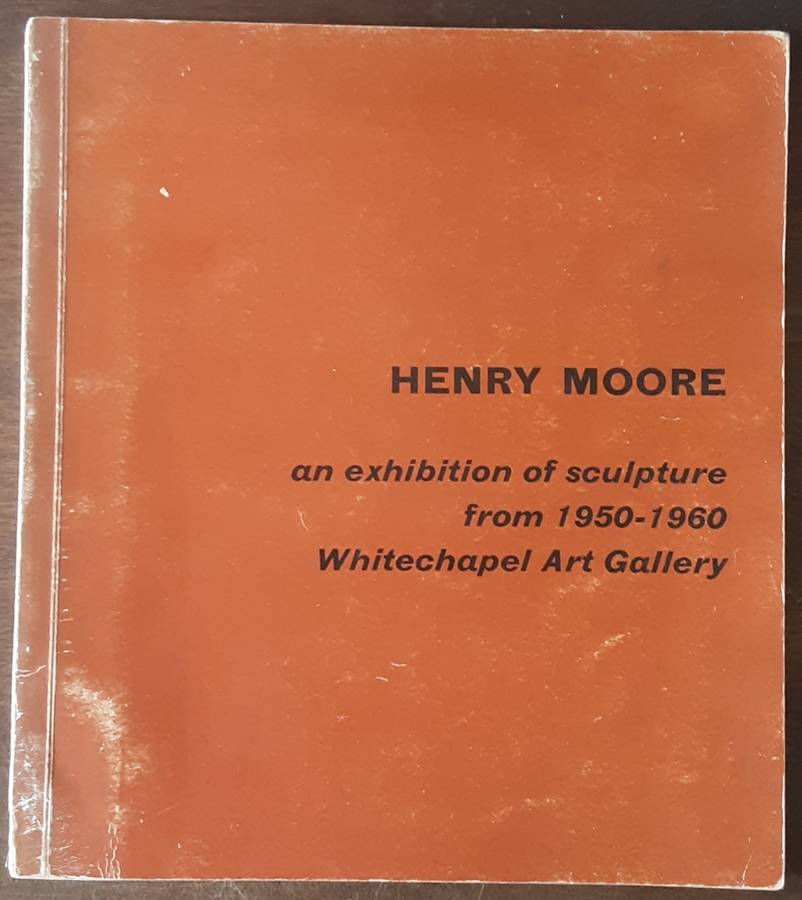 HENRY MOORE
an exhibition of sculpture
from 1950-1960
Whitechapel Art Gallery